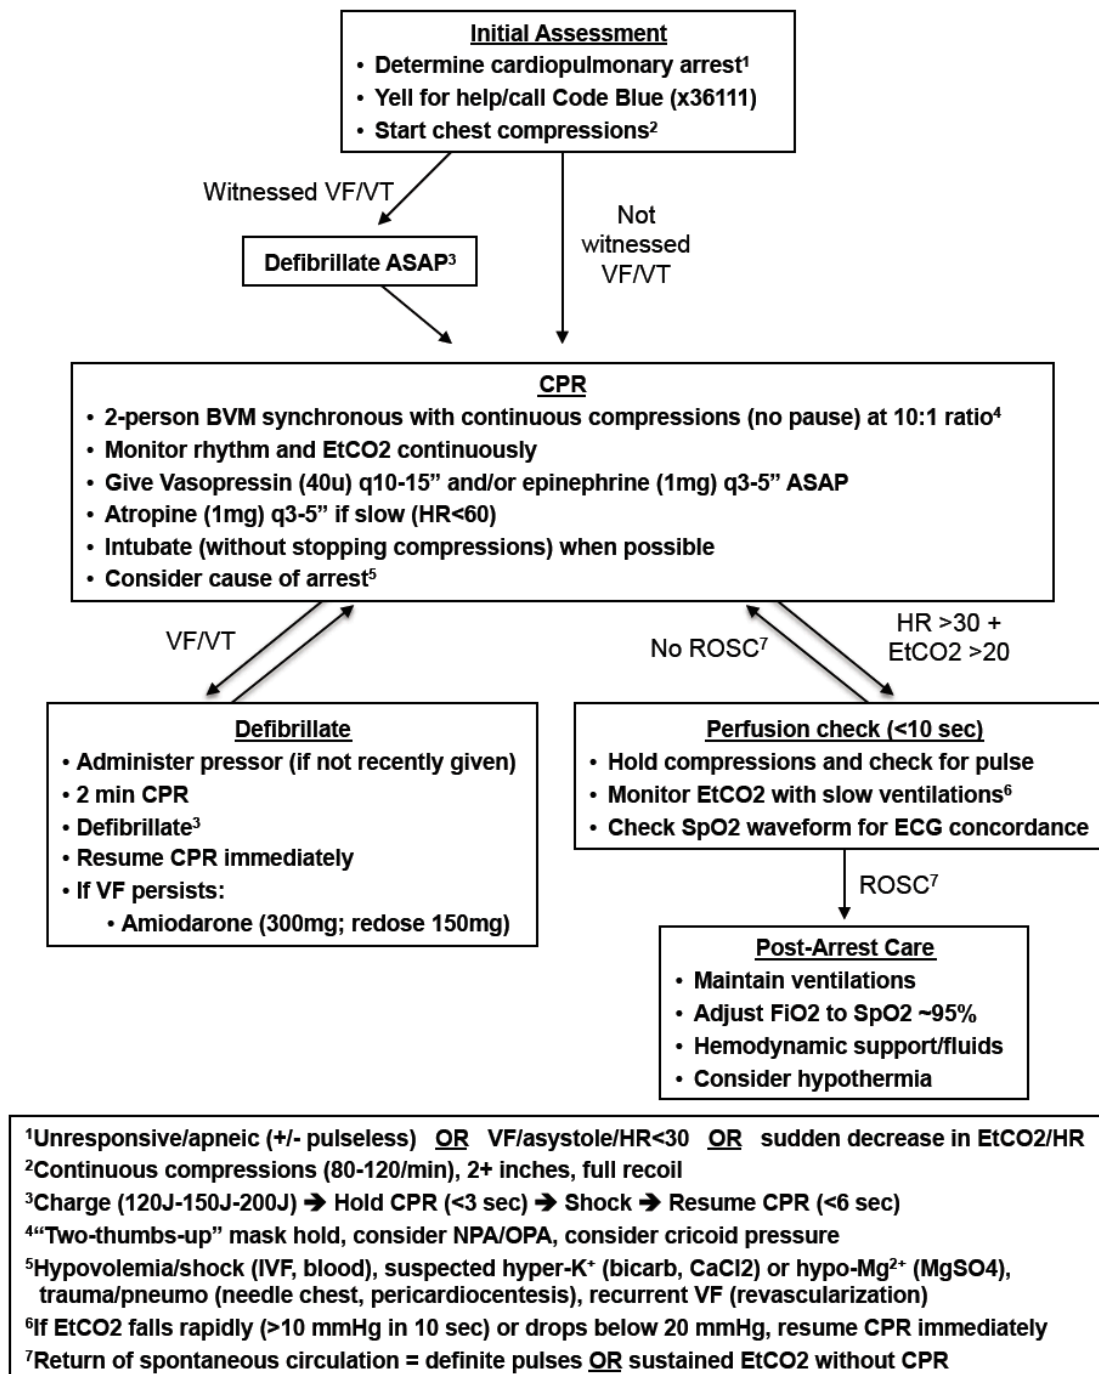 Initial Assessment
• Determine cardiopulmonary arrest¹
• Yell for help/call Code Blue (x36111)
• Start chest compressions²
Witnessed VF/VT
Not
witnessed
VF/VT
Defibrillate ASAP³
CPR
• 2-person BVM synchronous with continuous compressions (no pause) at 10:1 ratio⁴
• Monitor rhythm and EtCO2 continuously
• Give Vasopressin (40u) q10-15” and/or epinephrine (1mg) q3-5” ASAP
• Atropine (1mg) q3-5” if slow (HR<60)
• Intubate (without stopping compressions) when possible
• Consider cause of arrest⁵
VF/VT
No ROSC⁷
HR >30 +
EtCO2 >20
Defibrillate
• Administer pressor (if not recently given)
• 2 min CPR
• Defibrillate³
• Resume CPR immediately
• If VF persists:
• Amiodarone (300mg; redose 150mg)
Perfusion check (<10 sec)
• Hold compressions and check for pulse
• Monitor EtCO2 with slow ventilations⁶
• Check SpO2 waveform for ECG concordance
ROSC⁷
Post-Arrest Care
• Maintain ventilations
• Adjust FiO2 to SpO2 ~95%
• Hemodynamic support/fluids
• Consider hypothermia
¹Unresponsive/apneic (+/- pulseless) OR VF/asystole/HR<30 OR sudden decrease in EtCO2/HR
²Continuous compressions (80-120/min), 2+ inches, full recoil
³Charge (120J-150J-200J) ➔ Hold CPR (<3 sec) ➔ Shock ➔ Resume CPR (<6 sec)
⁴“Two-thumbs-up” mask hold, consider NPA/OPA, consider cricoid pressure
⁵Hypovolemia/shock (IVF, blood), suspected hyper-K⁺ (bicarb, CaCl2) or hypo-Mg²⁺ (MgSO4),
trauma/pneumo (needle chest, pericardiocentesis), recurrent VF (revascularization)
⁶If EtCO2 falls rapidly (>10 mmHg in 10 sec) or drops below 20 mmHg, resume CPR immediately
⁷Return of spontaneous circulation = definite pulses OR sustained EtCO2 without CPR